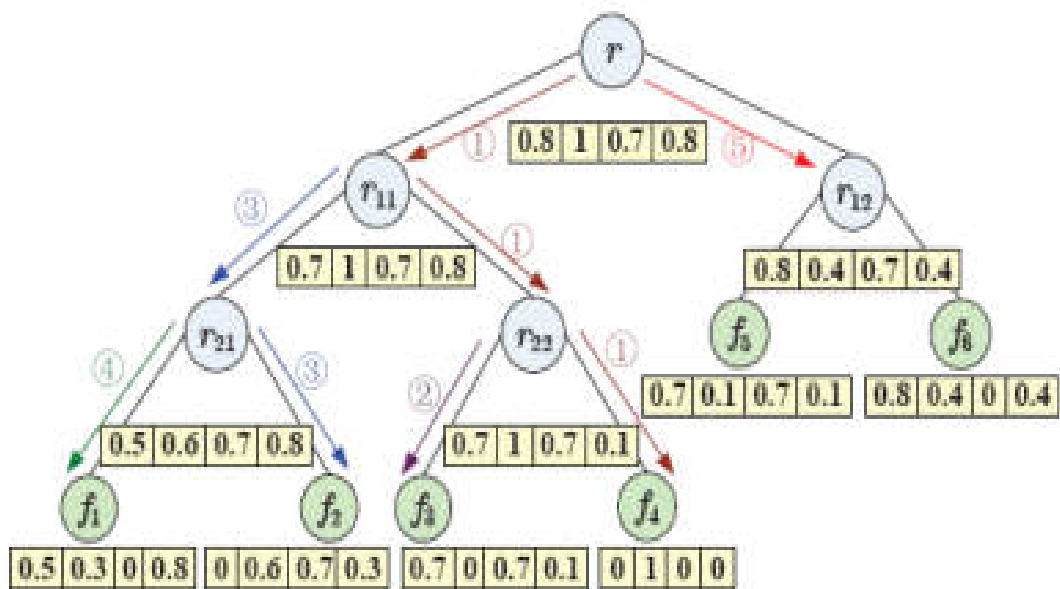 r
① 0.8 1 0.7 0.8 ⑤
r₁₁ r₁₂
③ ①
0.7 1 0.7 0.8 0.8 0.4 0.7 0.4
r₂₁ r₂₂ f₅ f₆
④ ③ ② ①
0.7 0.1 0.7 0.1 0.8 0.4 0 0.4
0.5 0.6 0.7 0.8 0.7 1 0.7 0.1
f₁ f₂ f₃ f₄
0.5 0.3 0 0.8 0 0.6 0.7 0.3 0.7 0 0.7 0.1 0 1 0 0